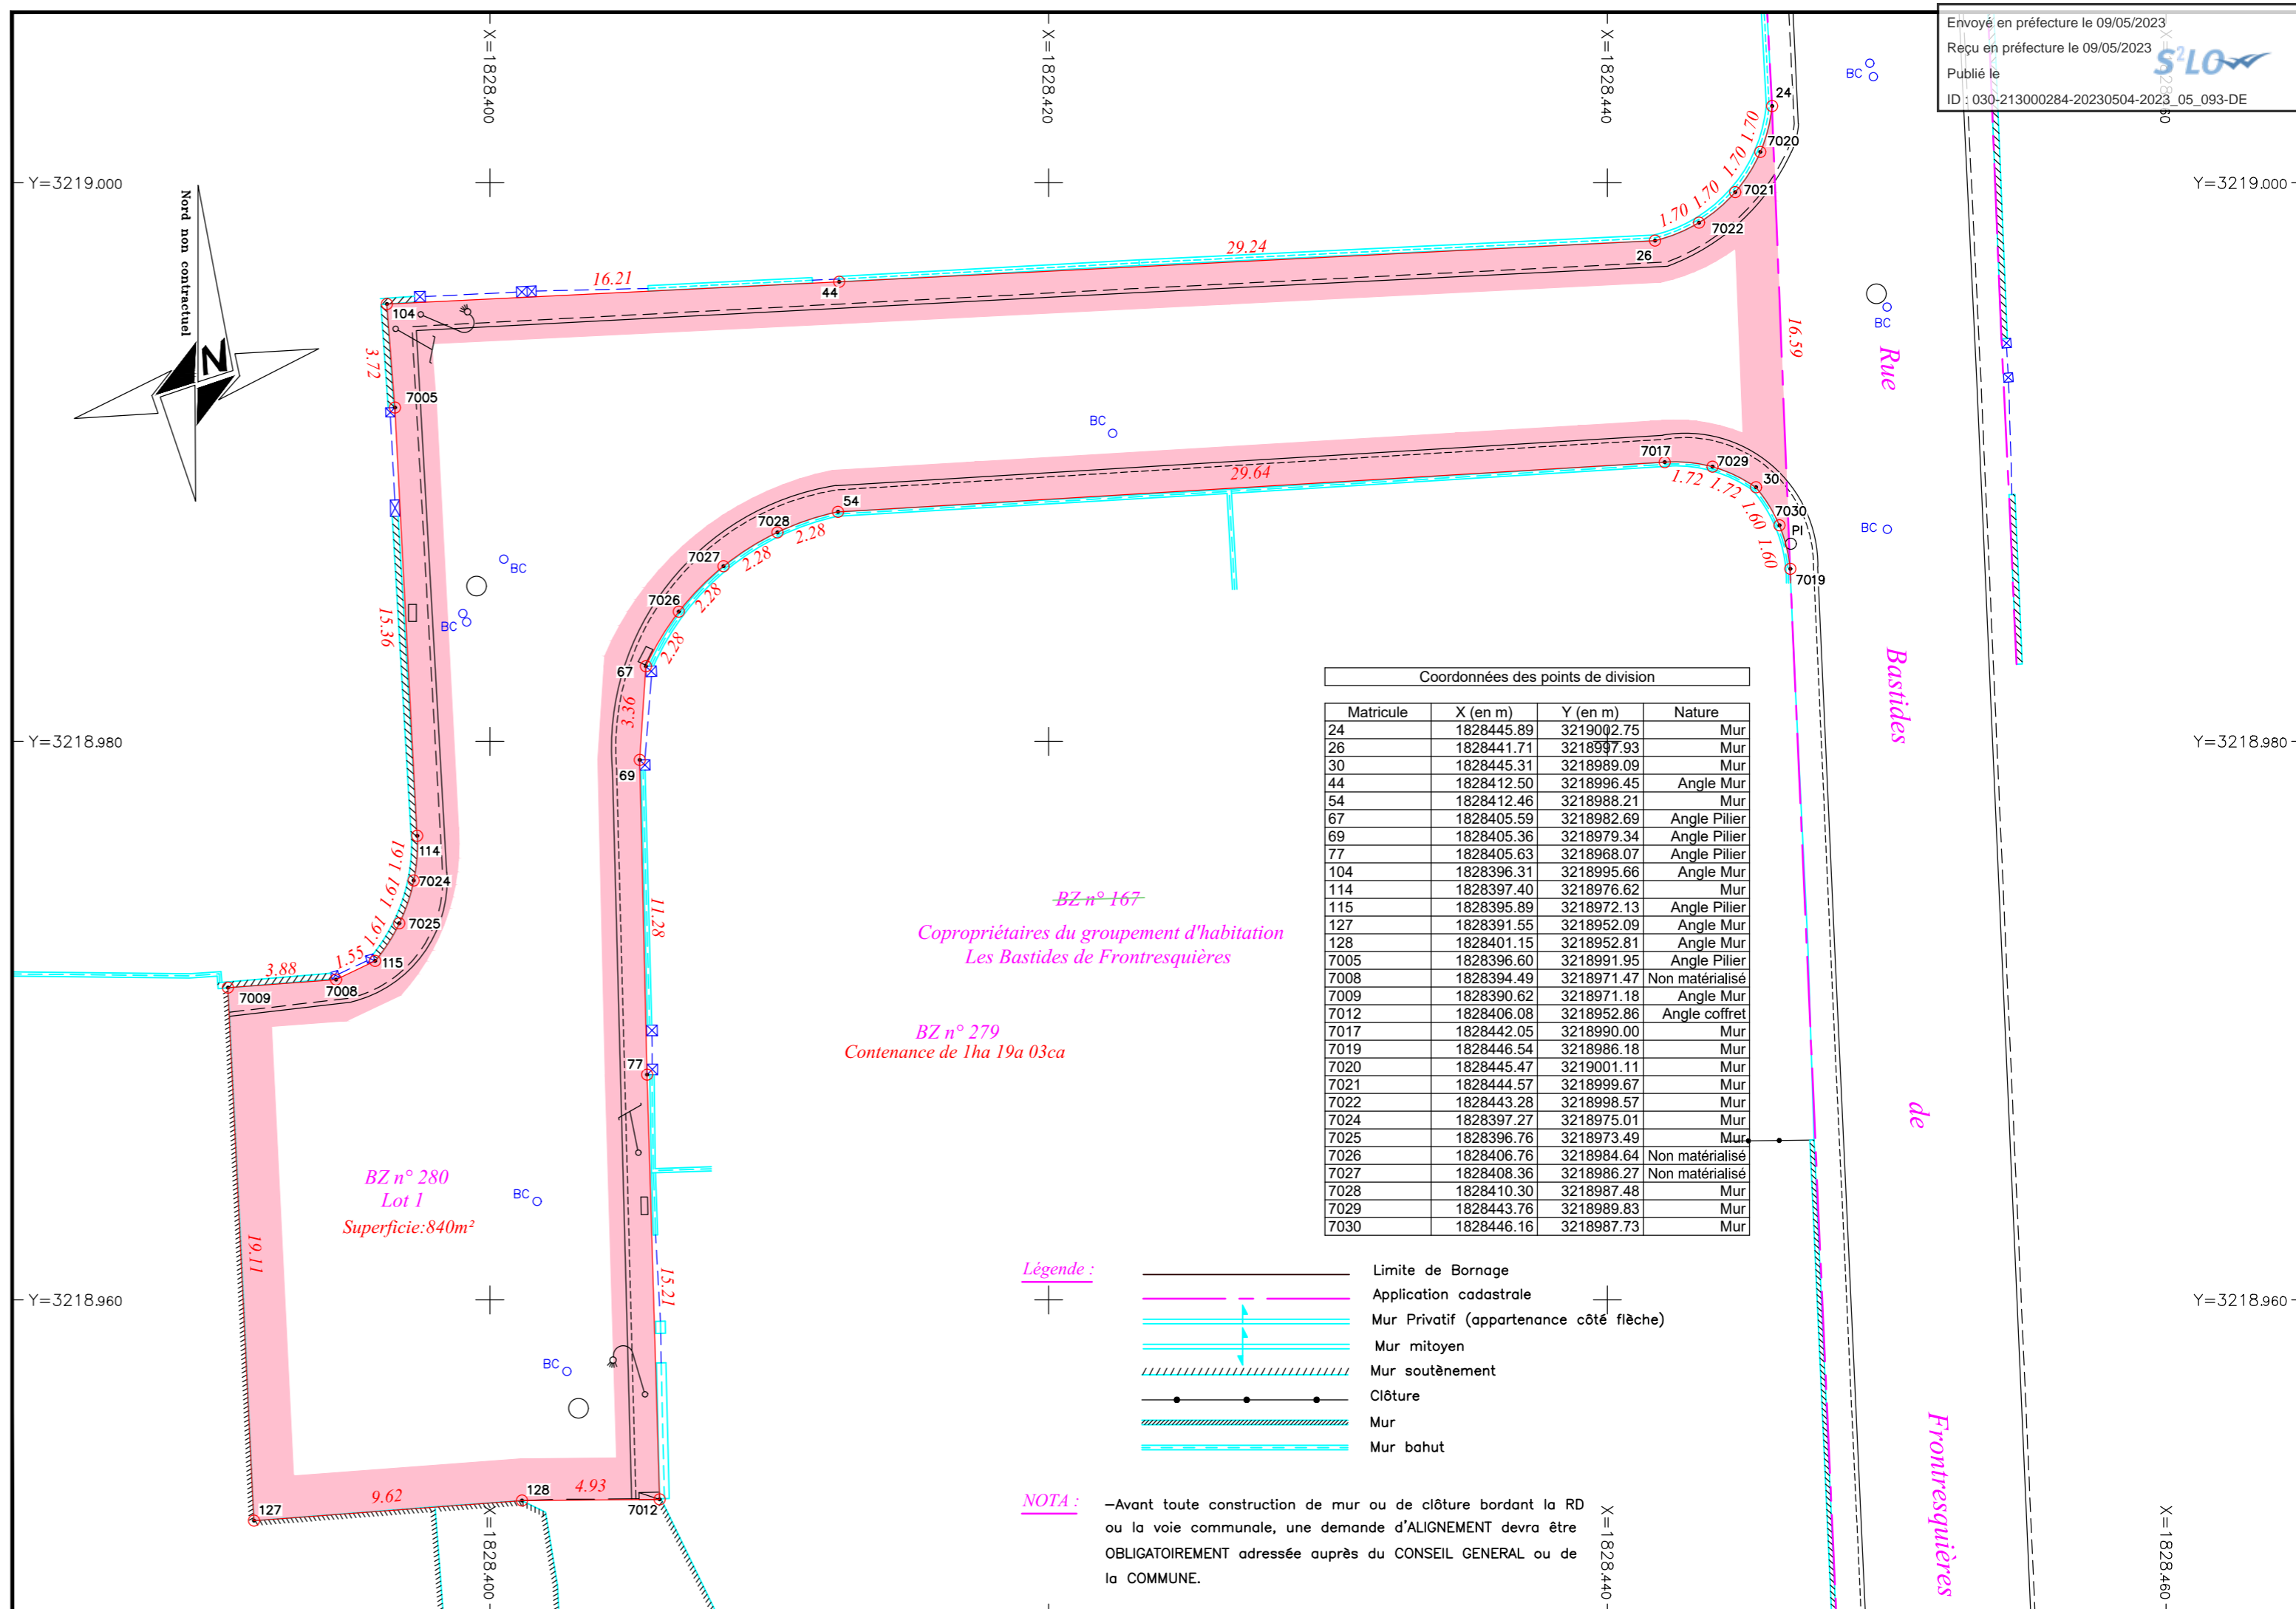 Envoyé en préfecture le 09/05/2023
Reçu en préfecture le 09/05/2023
Publié le
S²LOW
ID : 030-213000284-20230504-2023_05_093-DE
X=1828.400
X=1828.420
X=1828.440
Y=3219.000
Y=3219.000
Nord non contractuel
N
24
7020
7021
7022
26
1.70
1.70
1.70
1.70
29.24
16.21
44
104
3.72
7005
BC
BC
BC
16.59
Rue
7017
7029
30
7030
PI
7019
1.72
1.72
1.60
1.60
29.64
54
7028
7027
7026
67
2.28
2.28
2.28
2.28
BC
BC
BC
15.36
3.36
69
Y=3218.980
Y=3218.980
Bastides
114
7024
7025
115
7008
7009
1.61
1.61
1.61
1.55
3.88
11.28
77
BZ n° 167
Copropriétaires du groupement d'habitation
Les Bastides de Frontresquières
BZ n° 279
Contenance de 1ha 19a 03ca
Coordonnées des points de division
Matricule X (en m) Y (en m) Nature
24 1828445.89 3219002.75 Mur
26 1828441.71 3218997.93 Mur
30 1828445.31 3218989.09 Mur
44 1828412.50 3218996.45 Angle Mur
54 1828412.46 3218988.21 Mur
67 1828405.59 3218982.69 Angle Pilier
69 1828405.36 3218979.34 Angle Pilier
77 1828405.63 3218968.07 Angle Pilier
104 1828396.31 3218995.66 Angle Mur
114 1828397.40 3218976.62 Mur
115 1828395.89 3218972.13 Angle Pilier
127 1828391.55 3218952.09 Angle Mur
128 1828401.15 3218952.81 Angle Mur
7005 1828396.60 3218991.95 Angle Pilier
7008 1828394.49 3218971.47 Non matérialisé
7009 1828390.62 3218971.18 Angle Mur
7012 1828406.08 3218952.86 Angle coffret
7017 1828442.05 3218990.00 Mur
7019 1828446.54 3218986.18 Mur
7020 1828445.47 3219001.11 Mur
7021 1828444.57 3218999.67 Mur
7022 1828443.28 3218998.57 Mur
7024 1828397.27 3218975.01 Mur
7025 1828396.76 3218973.49 Mur
7026 1828406.76 3218984.64 Non matérialisé
7027 1828408.36 3218986.27 Non matérialisé
7028 1828410.30 3218987.48 Mur
7029 1828443.76 3218989.83 Mur
7030 1828446.16 3218987.73 Mur
de
BZ n° 280
Lot 1
Superficie:840m²
BC
BC
19.11
15.21
Y=3218.960
Y=3218.960
9.62
4.93
127
128
7012
Légende :
Limite de Bornage
Application cadastrale
Mur Privatif (appartenance côté flèche)
Mur mitoyen
Mur soutènement
Clôture
Mur
Mur bahut
NOTA :
—Avant toute construction de mur ou de clôture bordant la RD
ou la voie communale, une demande d'ALIGNEMENT devra être
OBLIGATOIREMENT adressée auprès du CONSEIL GENERAL ou de
la COMMUNE.
Frontresquières
X=1828.400
X=1828.440
X=1828.460